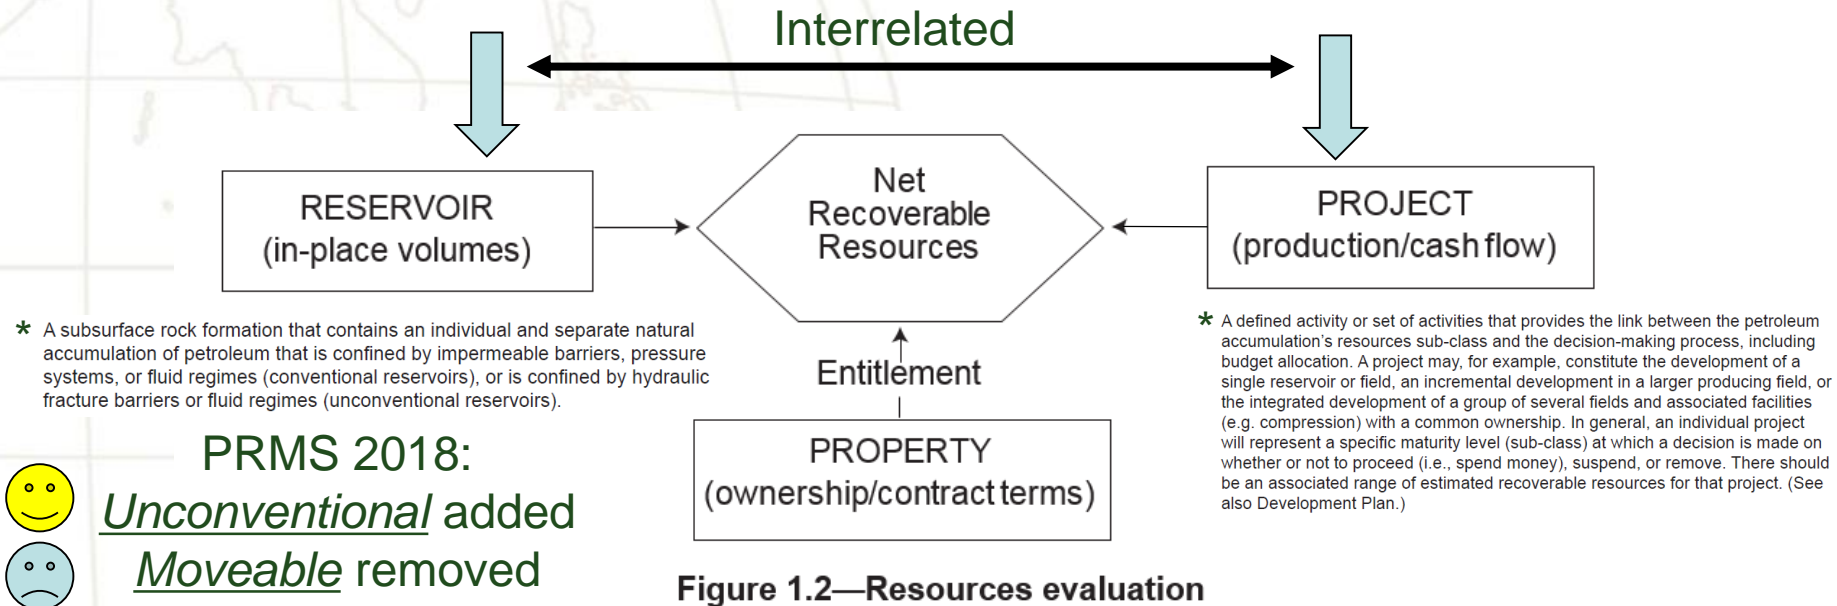 Interrelated
RESERVOIR
(in-place volumes)
Net
Recoverable
Resources
PROJECT
(production/cash flow)
* A subsurface rock formation that contains an individual and separate natural
accumulation of petroleum that is confined by impermeable barriers, pressure
systems, or fluid regimes (conventional reservoirs), or is confined by hydraulic
fracture barriers or fluid regimes (unconventional reservoirs).
* A defined activity or set of activities that provides the link between the petroleum
accumulation's resources sub-class and the decision-making process, including
budget allocation. A project may, for example, constitute the development of a
single reservoir or field, an incremental development in a larger producing field, or
the integrated development of a group of several fields and associated facilities
(e.g. compression) with a common ownership. In general, an individual project
will represent a specific maturity level (sub-class) at which a decision is made on
whether or not to proceed (i.e., spend money), suspend, or remove. There should
be an associated range of estimated recoverable resources for that project. (See
also Development Plan.)
Entitlement
PROPERTY
(ownership/contract terms)
PRMS 2018:
Unconventional added
Moveable removed
Figure 1.2—Resources evaluation